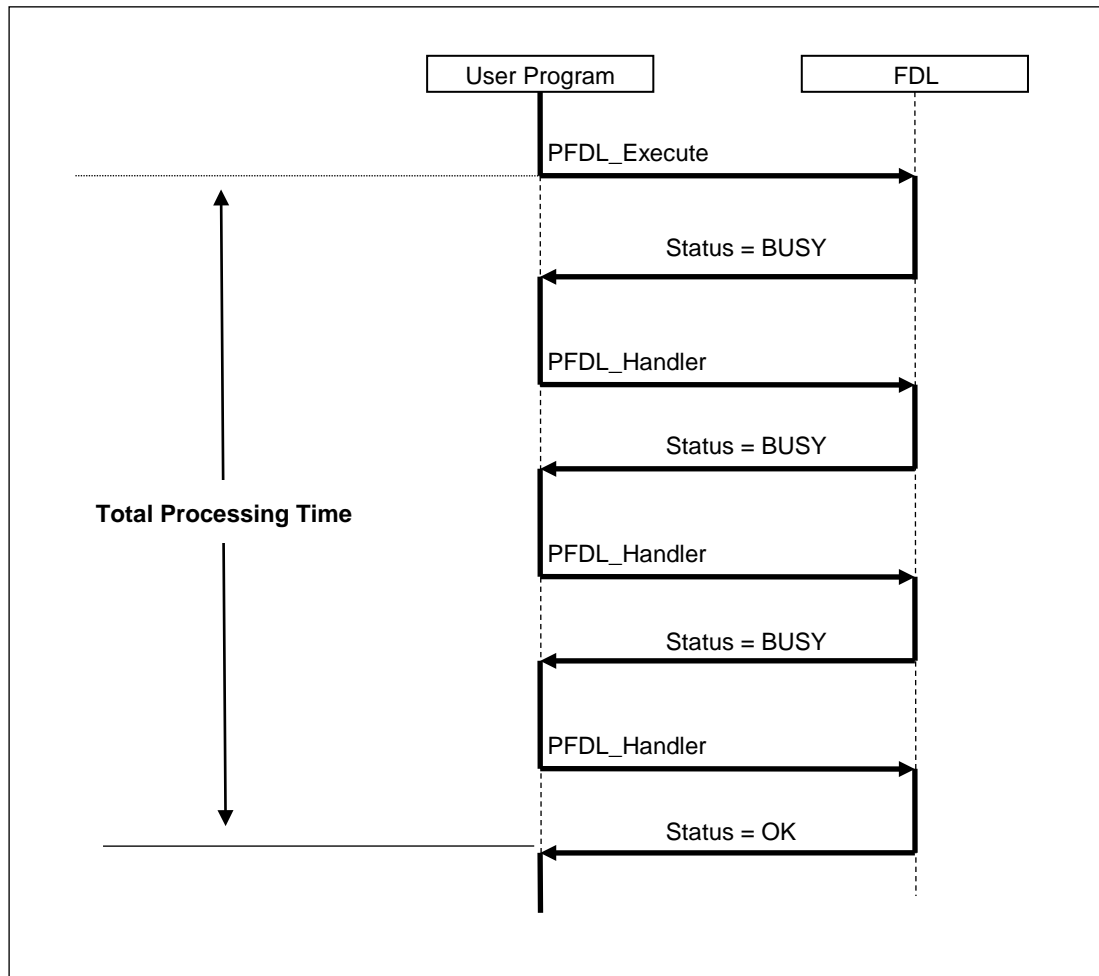 User Program
FDL
PFDL_Execute
Status = BUSY
PFDL_Handler
Status = BUSY
Total Processing Time
PFDL_Handler
Status = BUSY
PFDL_Handler
Status = OK